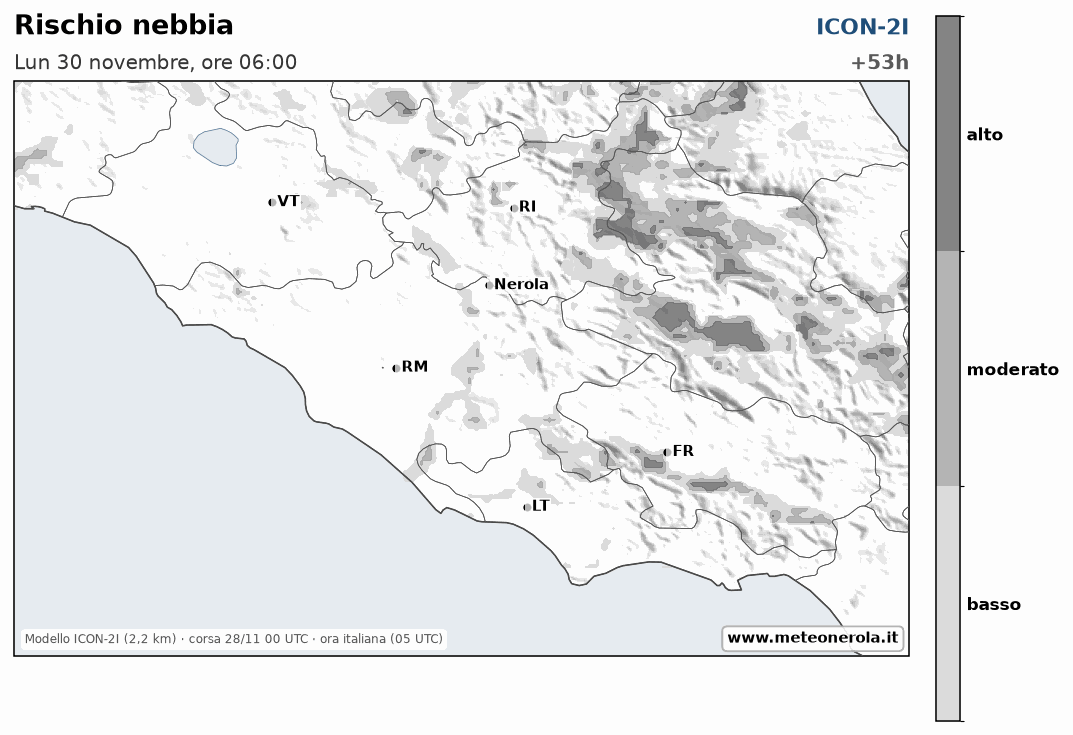 Rischio nebbia
ICON-2I
Lun 30 novembre, ore 06:00
+53h
alto
VT
RI
Nerola
RM
moderato
FR
LT
basso
Modello ICON-2I (2,2 km) · corsa 28/11 00 UTC · ora italiana (05 UTC)
www.meteonerola.it